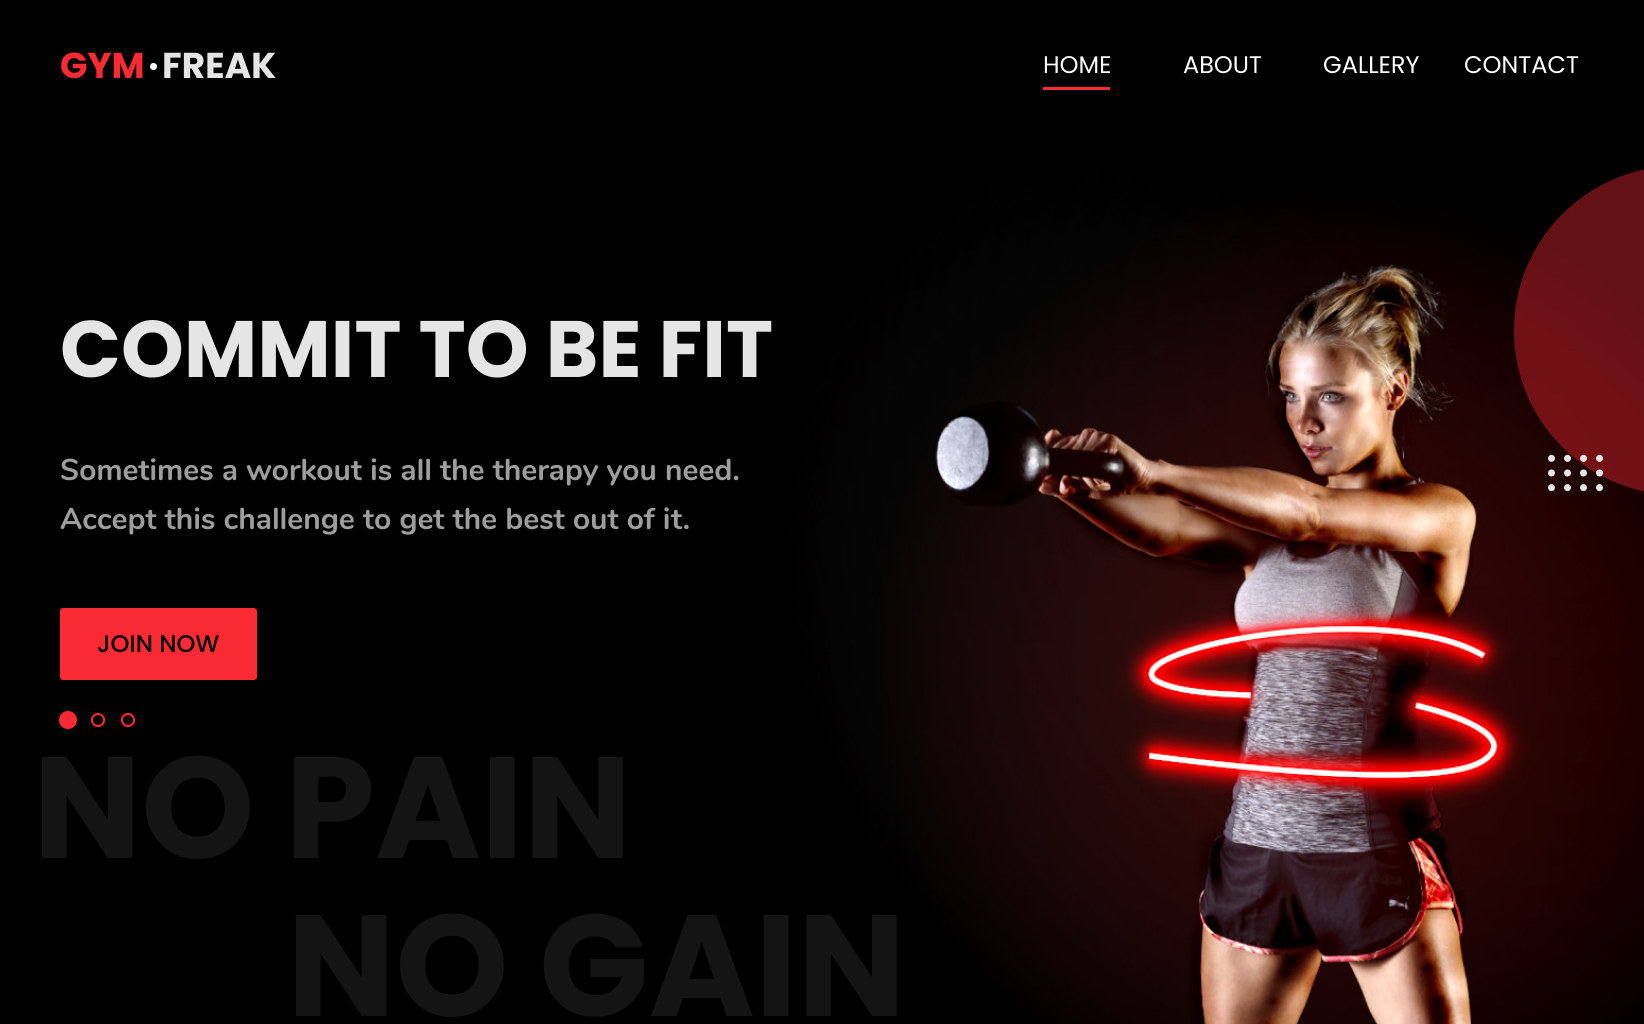 GYM•FREAK
HOME ABOUT GALLERY CONTACT
COMMIT TO BE FIT
Sometimes a workout is all the therapy you need.
Accept this challenge to get the best out of it.
JOIN NOW
NO PAIN
NO GAIN